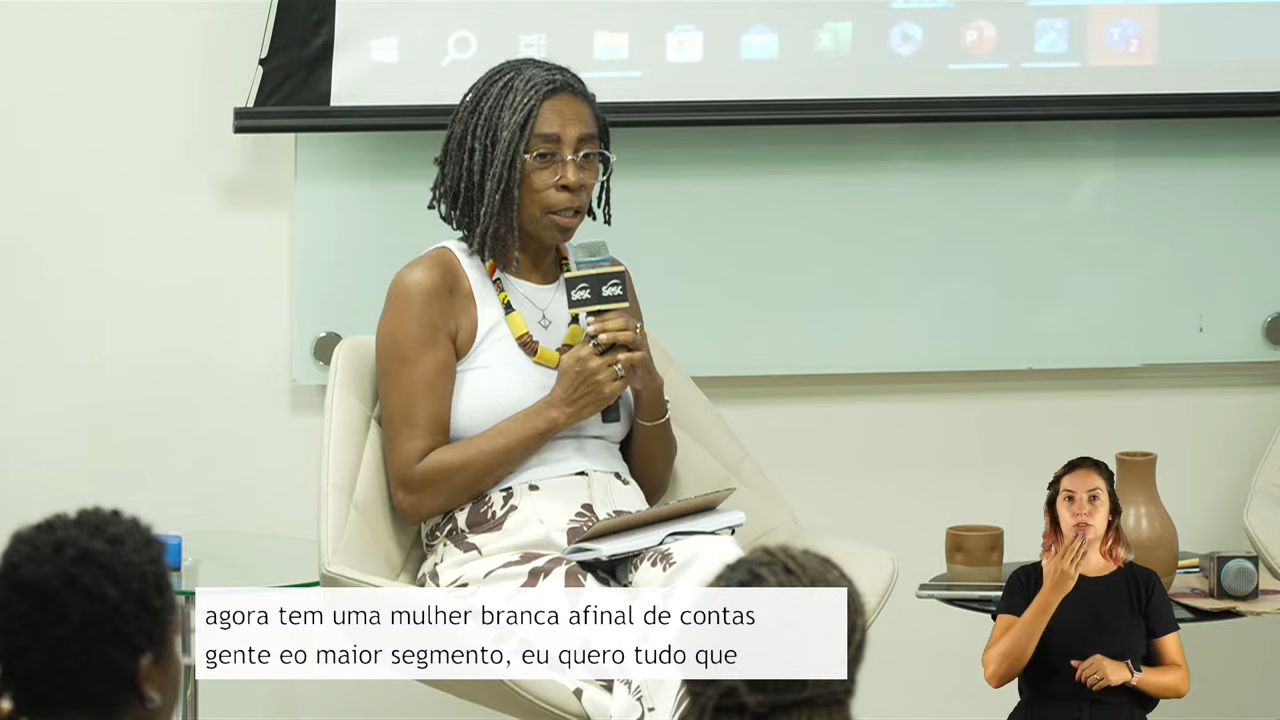 sesc sesc
agora tem uma mulher branca afinal de contas
gente eo maior segmento, eu quero tudo que